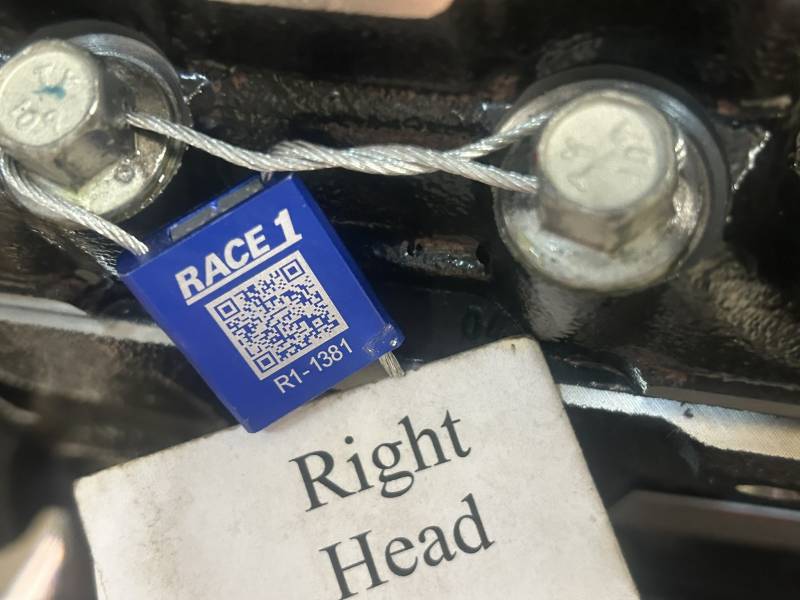 RACE 1
R1-1381
Right
Head